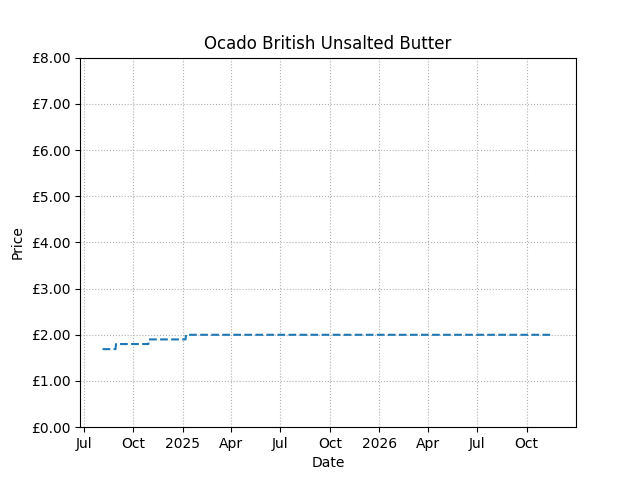 Ocado British Unsalted Butter
£8.00
£7.00
£6.00
£5.00
£4.00
£3.00
£2.00
£1.00
£0.00
Price
Jul Oct 2025 Apr Jul Oct 2026 Apr Jul Oct
Date